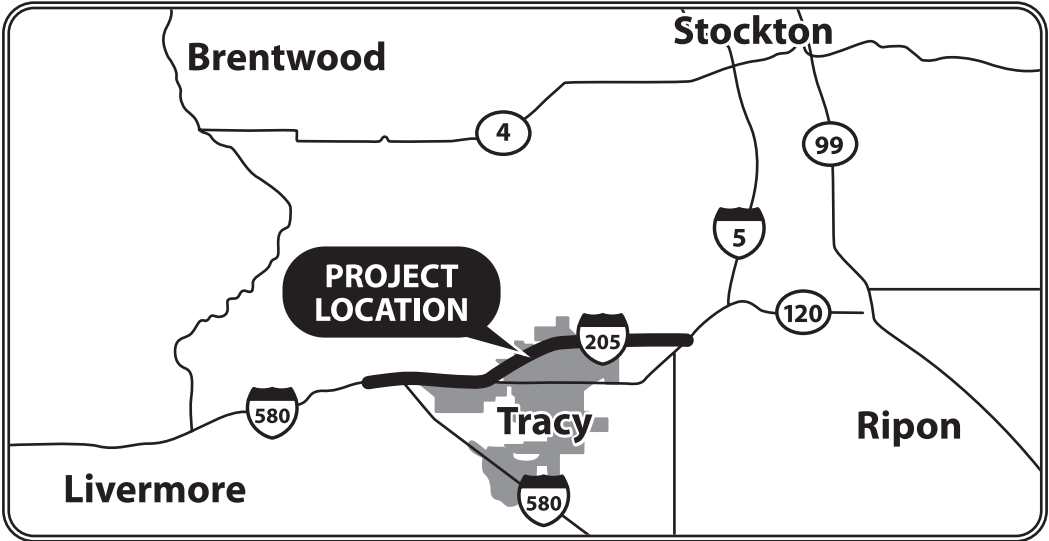 Stockton
Brentwood
4
99
5
PROJECT
LOCATION
120
205
580
Tracy
Ripon
Livermore
580